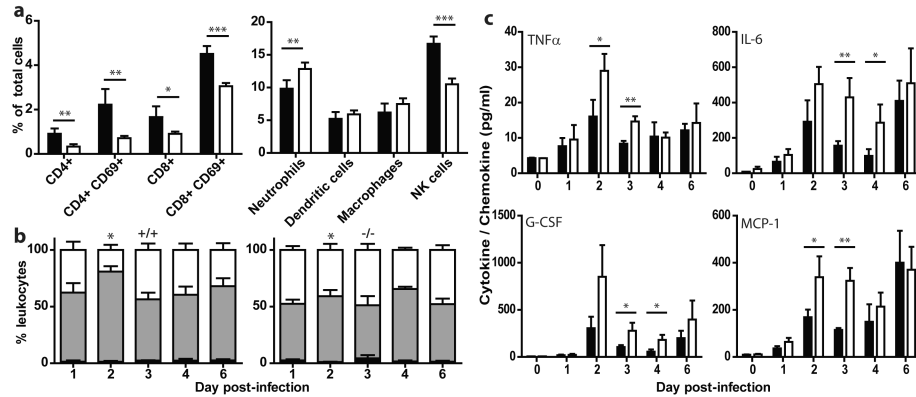 a
% of total cells
6
4
2
0
**
**
*
***
CD4+
CD4+ CD69+
CD8+
CD8+ CD69+
20
15
10
5
0
**
***
Neutrophils
Dendritic cells
Macrophages
NK cells
b
% leukocytes
100
50
0
*
+/+
1 2 3 4 6
100
50
0
*
-/-
1 2 3 4 6
Day post-infection
c
Cytokine / Chemokine (pg/ml)
TNFα
40
30
20
10
0
*
**
0 1 2 3 4 6
IL-6
800
600
400
200
0
**
*
0 1 2 3 4 6
G-CSF
1500
1000
500
0
*
*
0 1 2 3 4 6
MCP-1
600
400
200
0
*
**
0 1 2 3 4 6
Day post-infection